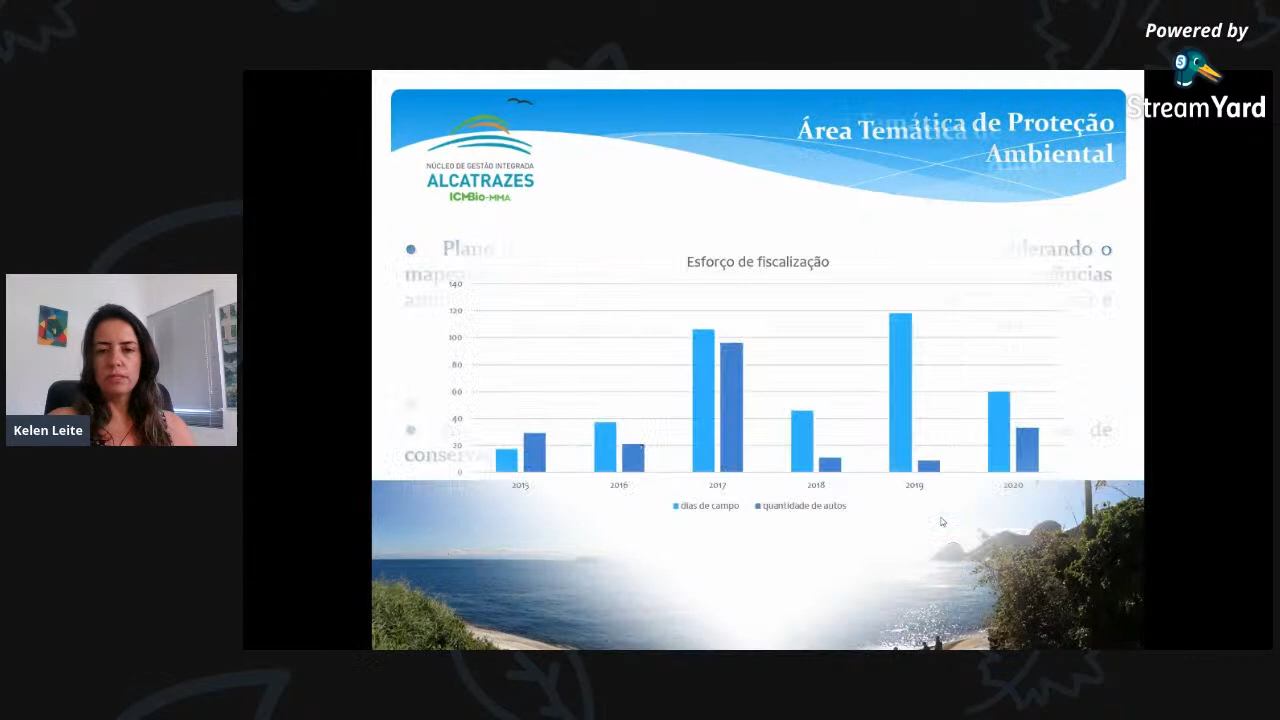 Powered by
StreamYard
Área Temática de Proteção
Ambiental
NÚCLEO DE GESTÃO INTEGRADA
ALCATRAZES
ICMBio-MMA
Plano
o
Esforço de fiscalização
140
120
100
80
60
40
20
0
de
2015 2016 2017 2018 2019 2020
dias de campo quantidade de autos
Kelen Leite